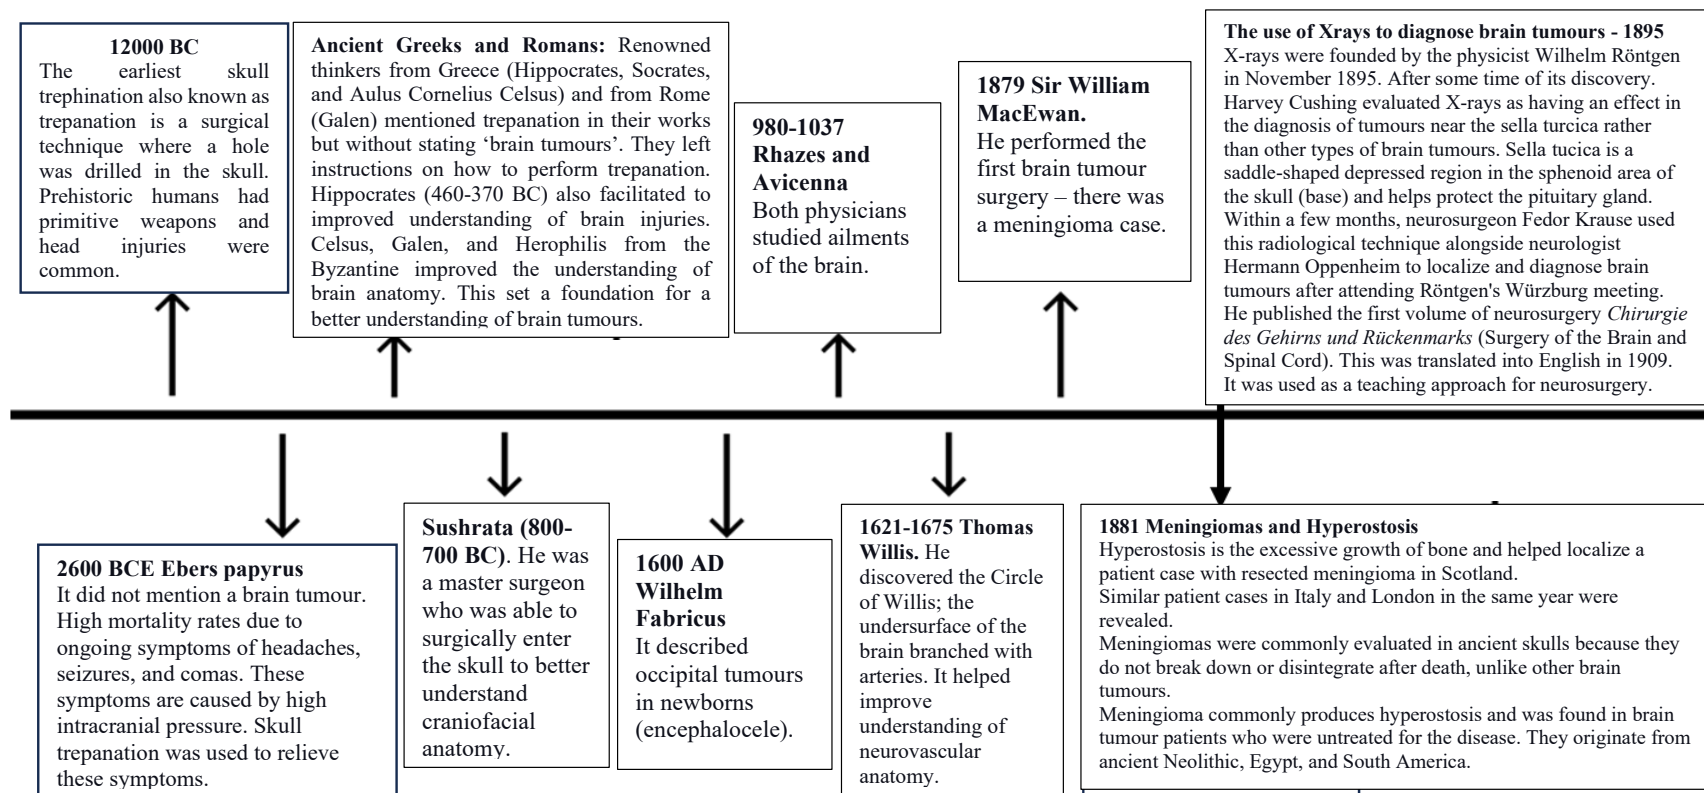 12000 BC
The earliest skull
trephination also known as
trepanation is a surgical
technique where a hole
was drilled in the skull.
Prehistoric humans had
primitive weapons and
head injuries were
common.
Ancient Greeks and Romans: Renowned
thinkers from Greece (Hippocrates, Socrates,
and Aulus Cornelius Celsus) and from Rome
(Galen) mentioned trepanation in their works
but without stating ‘brain tumours’. They left
instructions on how to perform trepanation.
Hippocrates (460-370 BC) also facilitated to
improved understanding of brain injuries.
Celsus, Galen, and Herophilis from the
Byzantine improved the understanding of
brain anatomy. This set a foundation for a
better understanding of brain tumours.
980-1037
Rhazes and
Avicenna
Both physicians
studied ailments
of the brain.
1879 Sir William
MacEwan.
He performed the
first brain tumour
surgery – there was
a meningioma case.
The use of Xrays to diagnose brain tumours - 1895
X-rays were founded by the physicist Wilhelm Röntgen
in November 1895. After some time of its discovery.
Harvey Cushing evaluated X-rays as having an effect in
the diagnosis of tumours near the sella turcica rather
than other types of brain tumours. Sella tucica is a
saddle-shaped depressed region in the sphenoid area of
the skull (base) and helps protect the pituitary gland.
Within a few months, neurosurgeon Fedor Krause used
this radiological technique alongside neurologist
Hermann Oppenheim to localize and diagnose brain
tumours after attending Röntgen's Würzburg meeting.
He published the first volume of neurosurgery Chirurgie
des Gehirns und Rückenmarks (Surgery of the Brain and
Spinal Cord). This was translated into English in 1909.
It was used as a teaching approach for neurosurgery.
2600 BCE Ebers papyrus
It did not mention a brain tumour.
High mortality rates due to
ongoing symptoms of headaches,
seizures, and comas. These
symptoms are caused by high
intracranial pressure. Skull
trepanation was used to relieve
these symptoms.
Sushrata (800-
700 BC). He was
a master surgeon
who was able to
surgically enter
the skull to better
understand
craniofacial
anatomy.
1600 AD
Wilhelm
Fabricus
It described
occipital tumours
in newborns
(encephalocele).
1621-1675 Thomas
Willis. He
discovered the Circle
of Willis; the
undersurface of the
brain branched with
arteries. It helped
improve
understanding of
neurovascular
anatomy.
1881 Meningiomas and Hyperostosis
Hyperostosis is the excessive growth of bone and helped localize a
patient case with resected meningioma in Scotland.
Similar patient cases in Italy and London in the same year were
revealed.
Meningiomas were commonly evaluated in ancient skulls because they
do not break down or disintegrate after death, unlike other brain
tumours.
Meningioma commonly produces hyperostosis and was found in brain
tumour patients who were untreated for the disease. They originate from
ancient Neolithic, Egypt, and South America.